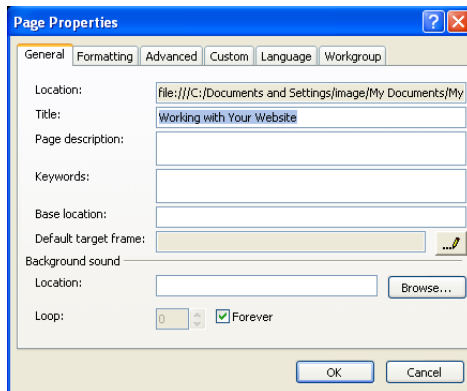 Page Properties
General Formatting Advanced Custom Language Workgroup
Location: file:///C:/Documents and Settings/image/My Documents/My
Title: Working with Your Website
Page description:
Keywords:
Base location:
Default target frame:
Background sound
Location: Browse...
Loop: 0 Forever
OK Cancel